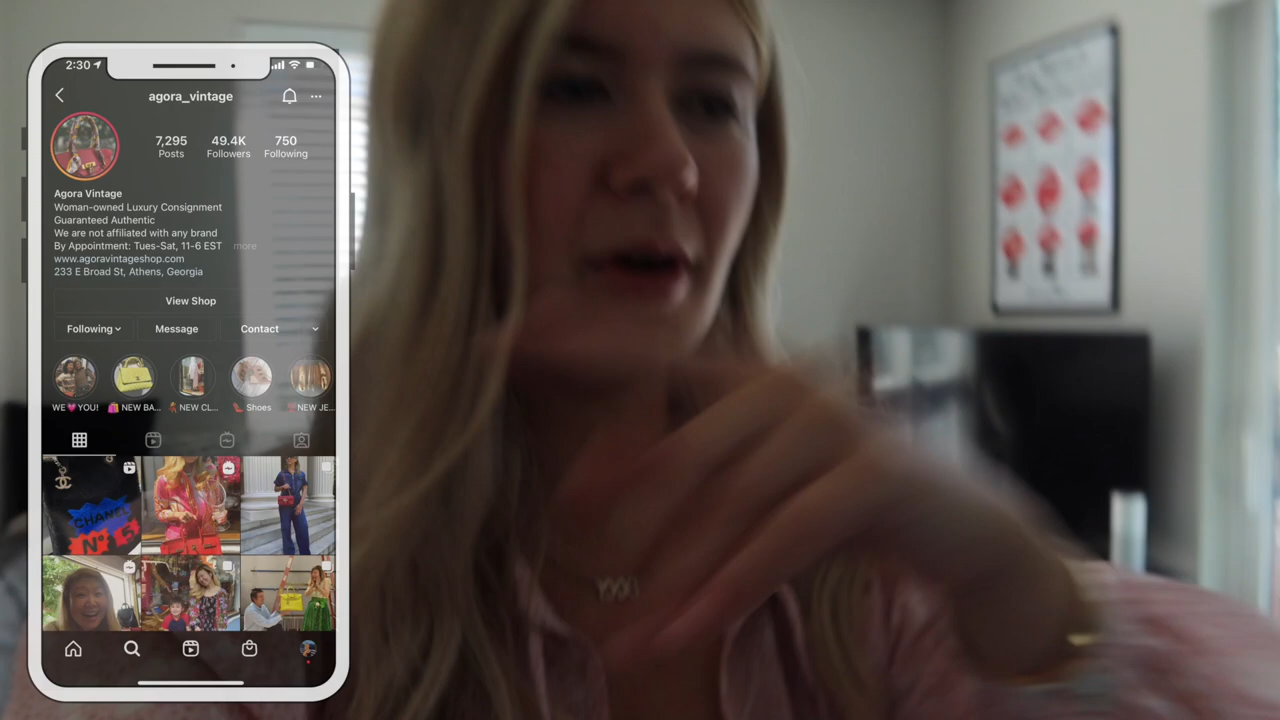 2:30
agora_vintage
7,295 49.4K 750
Posts Followers Following
Agora Vintage
Woman-owned Luxury Consignment
Guaranteed Authentic
We are not affiliated with any brand
By Appointment: Tues-Sat, 11-6 EST more
www.agoravintageshop.com
233 E Broad St, Athens, Georgia
View Shop
Following Message Contact
WE💗YOU! 👜 NEW BA... 💃 NEW CL... 👠 Shoes NEW JE...
CHANEL
N°5